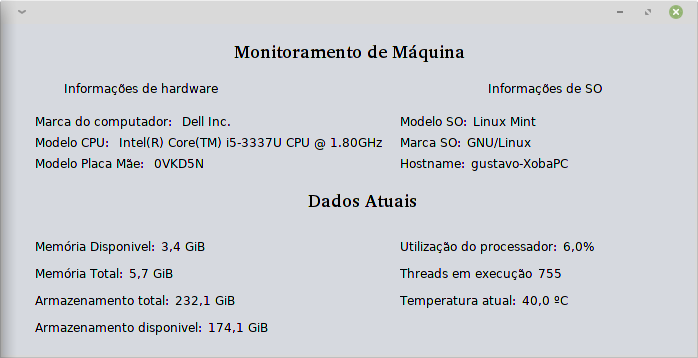 Monitoramento de Máquina
Informações de hardware
Informações de SO
Marca do computador: Dell Inc.
Modelo SO: Linux Mint
Modelo CPU: Intel(R) Core(TM) i5-3337U CPU @ 1.80GHz
Marca SO: GNU/Linux
Modelo Placa Mãe: 0VKD5N
Hostname: gustavo-XobaPC
Dados Atuais
Memória Disponivel: 3,4 GiB
Utilização do processador: 6,0%
Memória Total: 5,7 GiB
Threads em execução 755
Armazenamento total: 232,1 GiB
Temperatura atual: 40,0 ºC
Armazenamento disponivel: 174,1 GiB